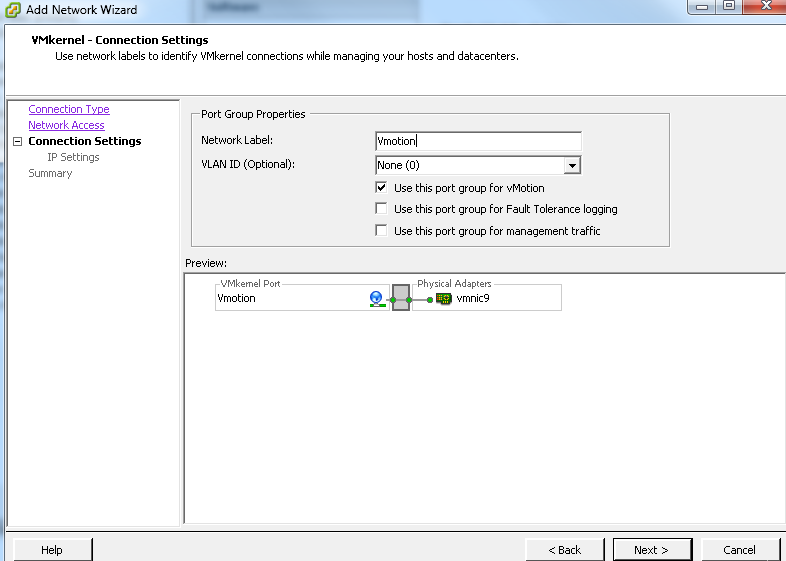 Add Network Wizard
VMkernel - Connection Settings
Use network labels to identify VMkernel connections while managing your hosts and datacenters.
Connection Type
Network Access
Connection Settings
IP Settings
Summary
Port Group Properties
Network Label:
Vmotion
VLAN ID (Optional):
None (0)
Use this port group for vMotion
Use this port group for Fault Tolerance logging
Use this port group for management traffic
Preview:
VMkernel Port
Vmotion
Physical Adapters
vmnic9
Help
< Back
Next >
Cancel